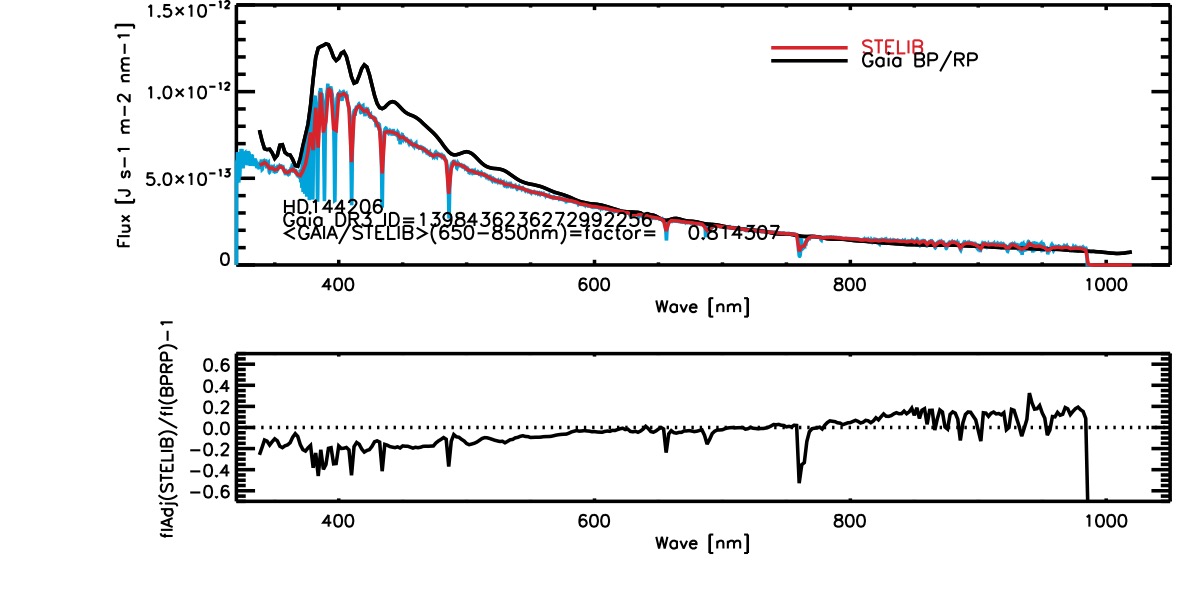 1.5×10−12
1.0×10−12
5.0×10−13
0
Flux [J s−1 m−2 nm−1]
STELIB
Gaia BP/RP
HD144206
Gaia DR3 ID=1398436236272992256
<GAIA/STELIB>(650−850nm)=factor= 0.814307
400 600 800 1000
Wave [nm]
flAdj(STELIB)/fl(BPRP)−1
0.6
0.4
0.2
0.0
−0.2
−0.4
−0.6
400 600 800 1000
Wave [nm]